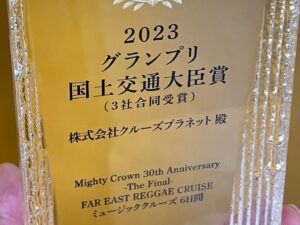 2023
グランプリ
国土交通大臣賞
(3社合同受賞)
株式会社クルーズプラネット 殿
Mighty Crown 30th Anniversary
-The Final-
FAR EAST REGGAE CRUISE
ミュージッククルーズ 6日間